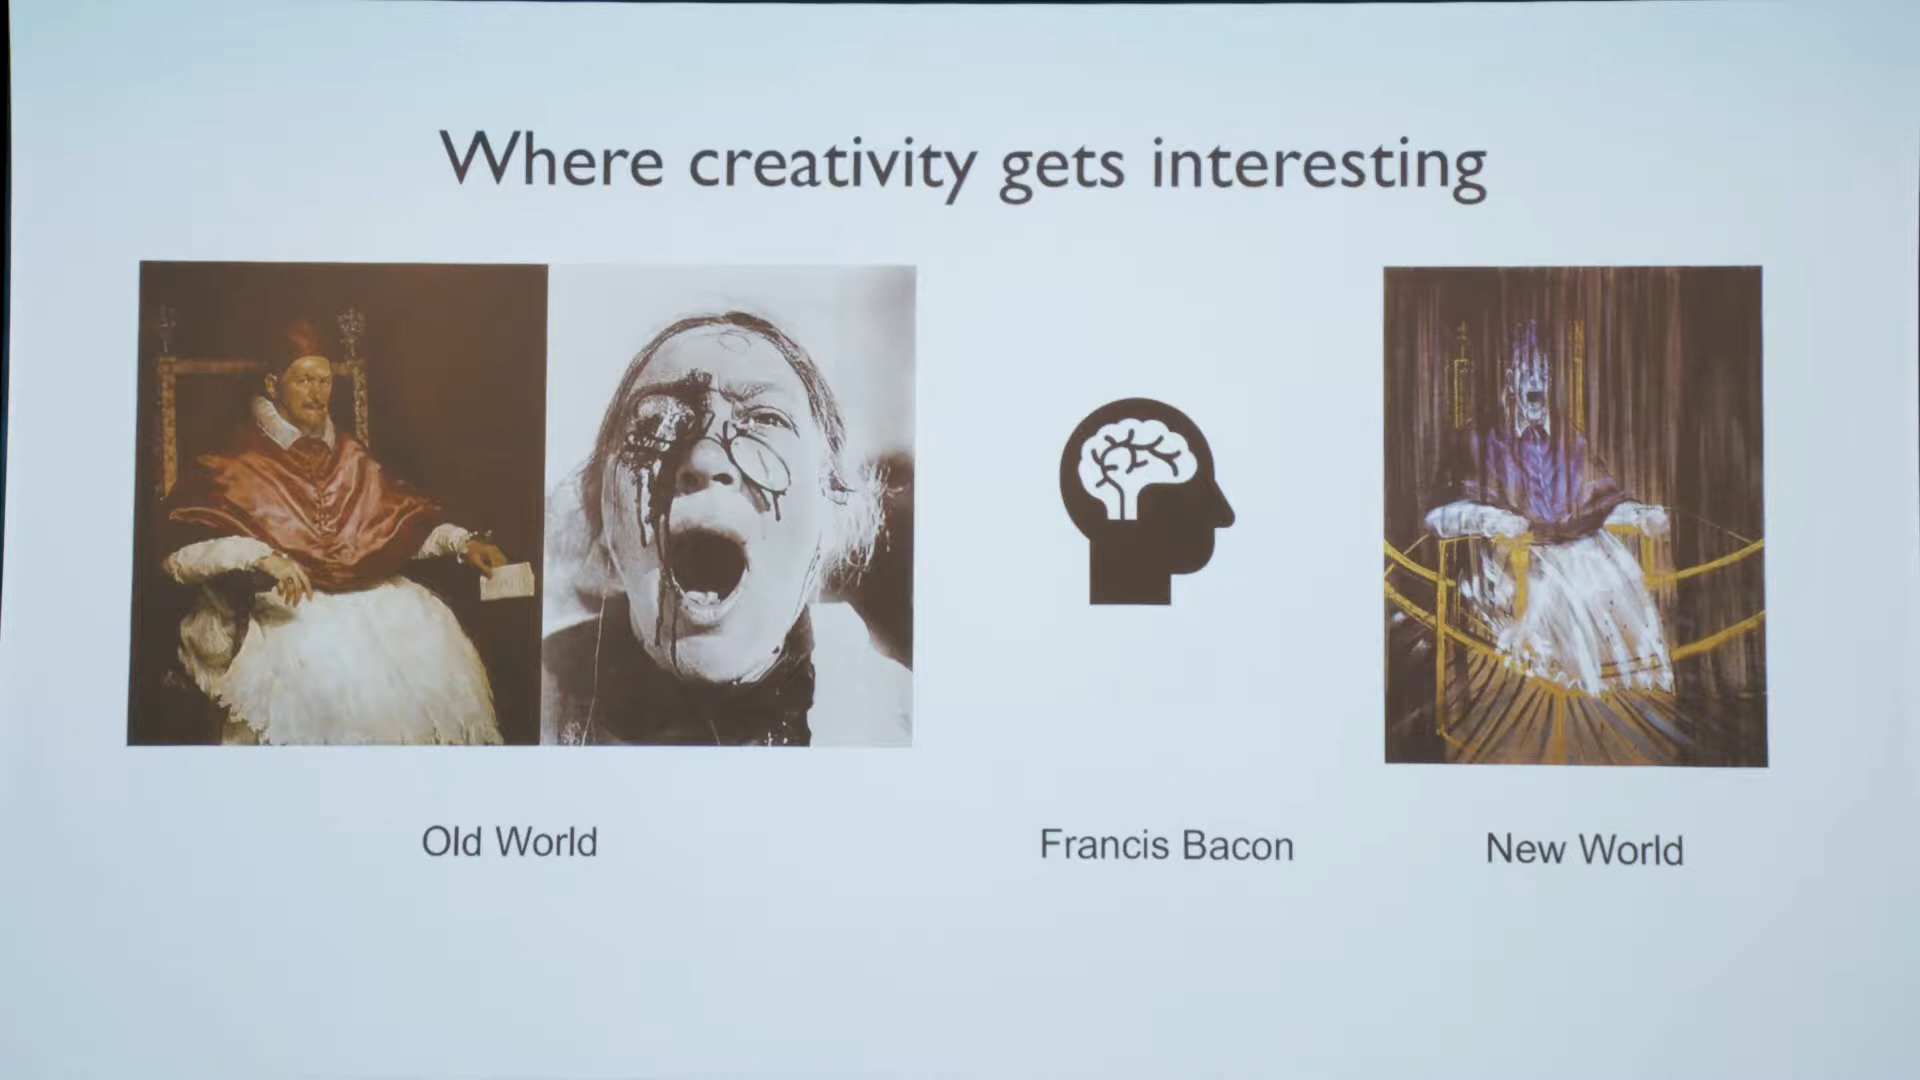 Where creativity gets interesting
Old World
Francis Bacon
New World